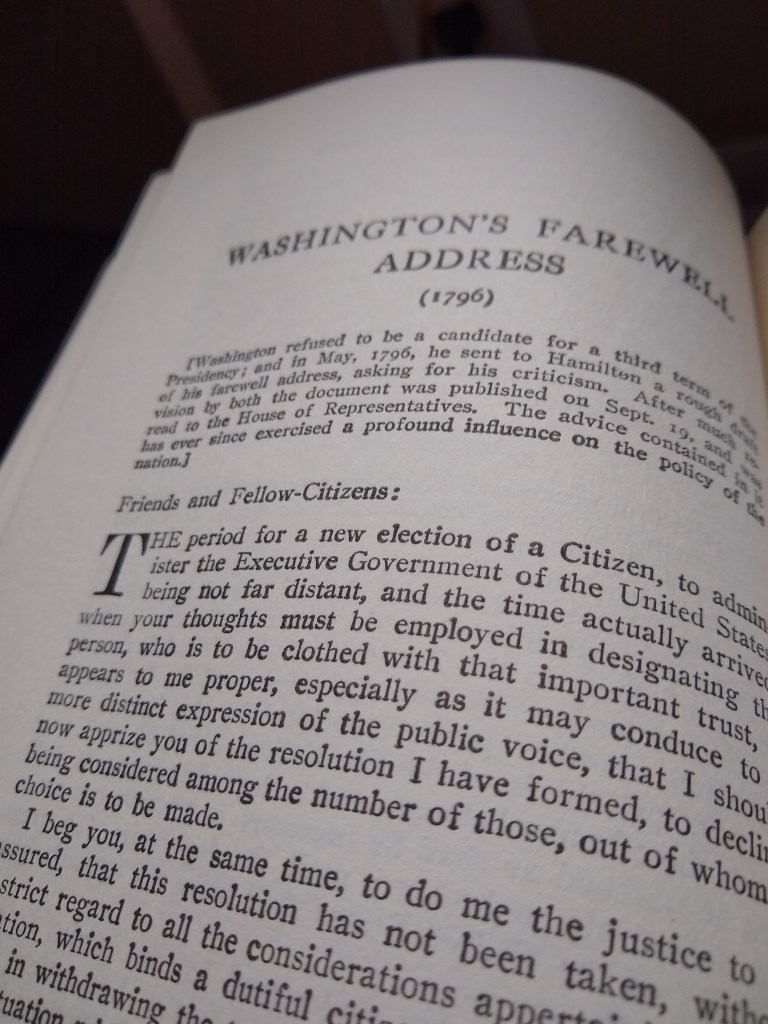 WASHINGTON'S FAREWELL
ADDRESS
(1796)
[Washington refused to be a candidate for a third term of the
Presidency; and in May, 1796, he sent to Hamilton a rough draft
of his farewell address, asking for his criticism. After much re-
vision by both the document was published on Sept. 19, and was
read to the House of Representatives. The advice contained in it
has ever since exercised a profound influence on the policy of the
nation.]
Friends and Fellow-Citizens:
THE period for a new election of a Citizen, to admin-
ister the Executive Government of the United States
being not far distant, and the time actually arrived
when your thoughts must be employed in designating th
person, who is to be clothed with that important trust,
appears to me proper, especially as it may conduce to
more distinct expression of the public voice, that I shou
now apprize you of the resolution I have formed, to declin
being considered among the number of those, out of whom
choice is to be made.
I beg you, at the same time, to do me the justice to
ssured, that this resolution has not been taken, witho
strict regard to all the considerations apperta
tion, which binds a dutiful citi
in withdrawing the
tuation